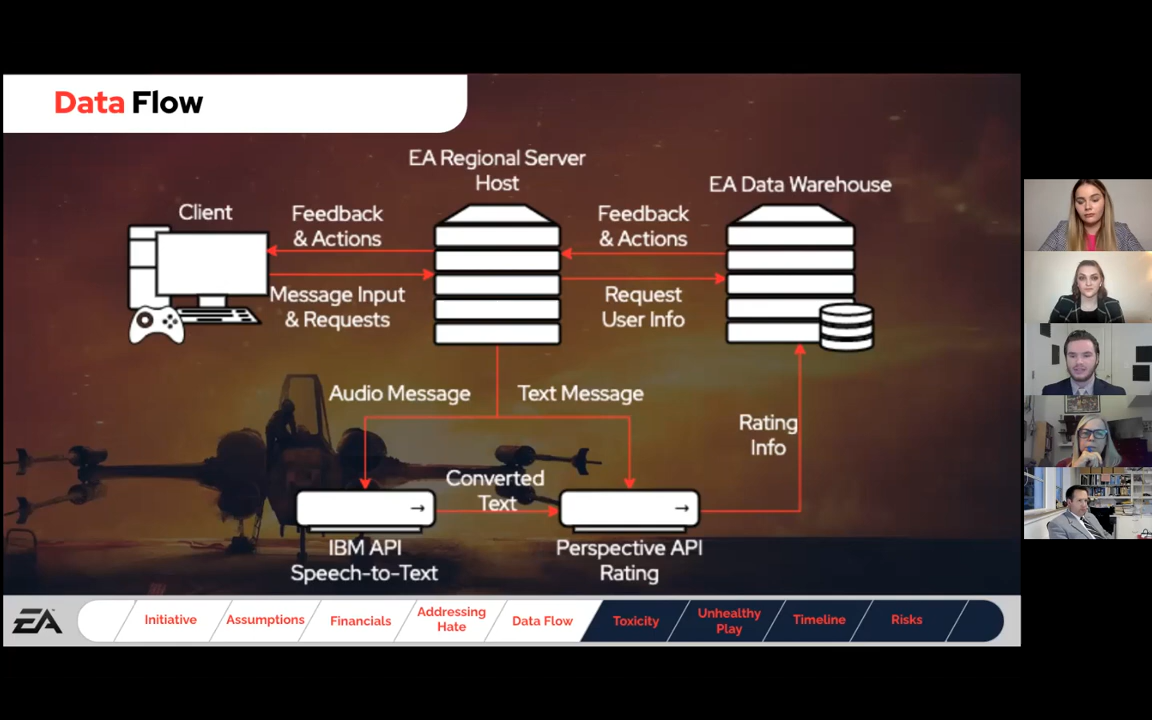 Data Flow
EA Regional Server
Host
EA Data Warehouse
Client
Feedback
& Actions
Feedback
& Actions
Message Input
& Requests
Request
User Info
Audio Message
Text Message
Rating
Info
Converted
Text
IBM API
Speech-to-Text
Perspective API
Rating
EA
Initiative
Assumptions
Financials
Addressing
Hate
Data Flow
Toxicity
Unhealthy
Play
Timeline
Risks